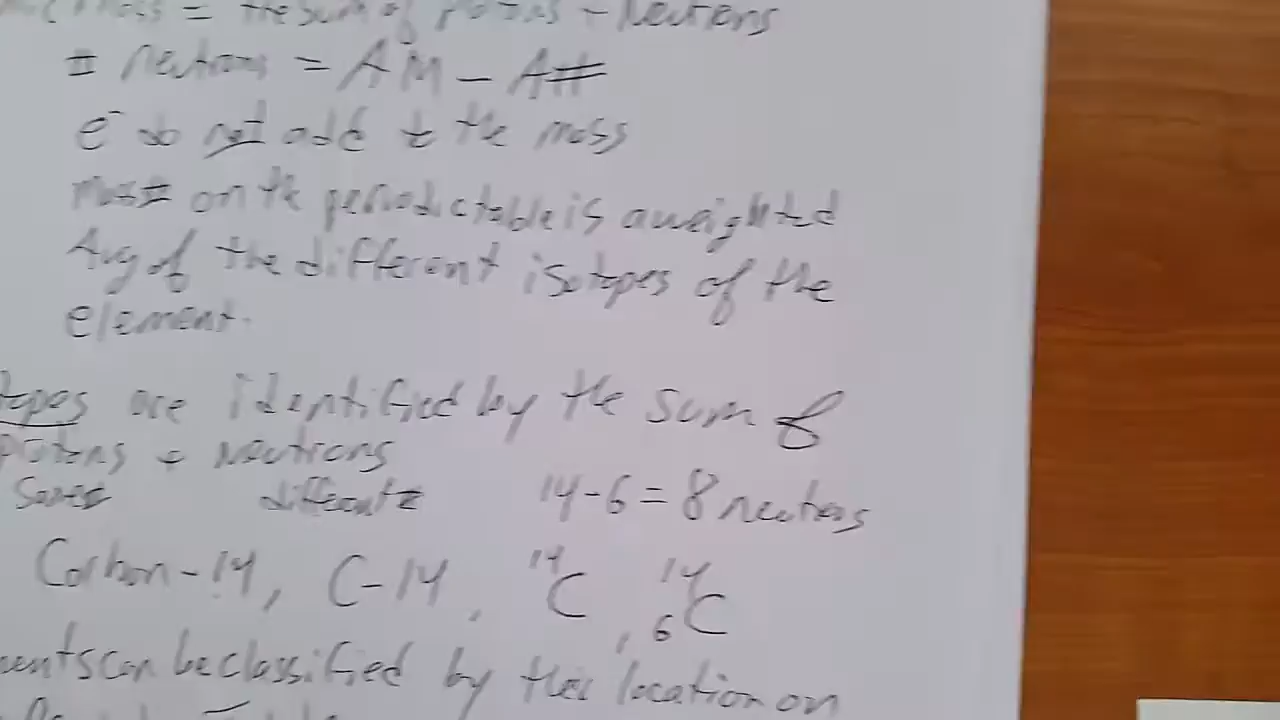 mass = the sum of protons + Neutrons
# neutrons = AM - A#
e⁻ do not add to the mass
Mass# on the periodic table is a weighted
Avg of the different isotopes of the
element.
topes are identified by the sum of
protons + neutrons
Same# different#
14-6 = 8 neutrons
Carbon-14, C-14, ¹⁴C, ¹⁴₆C
ments can be classified by their location on